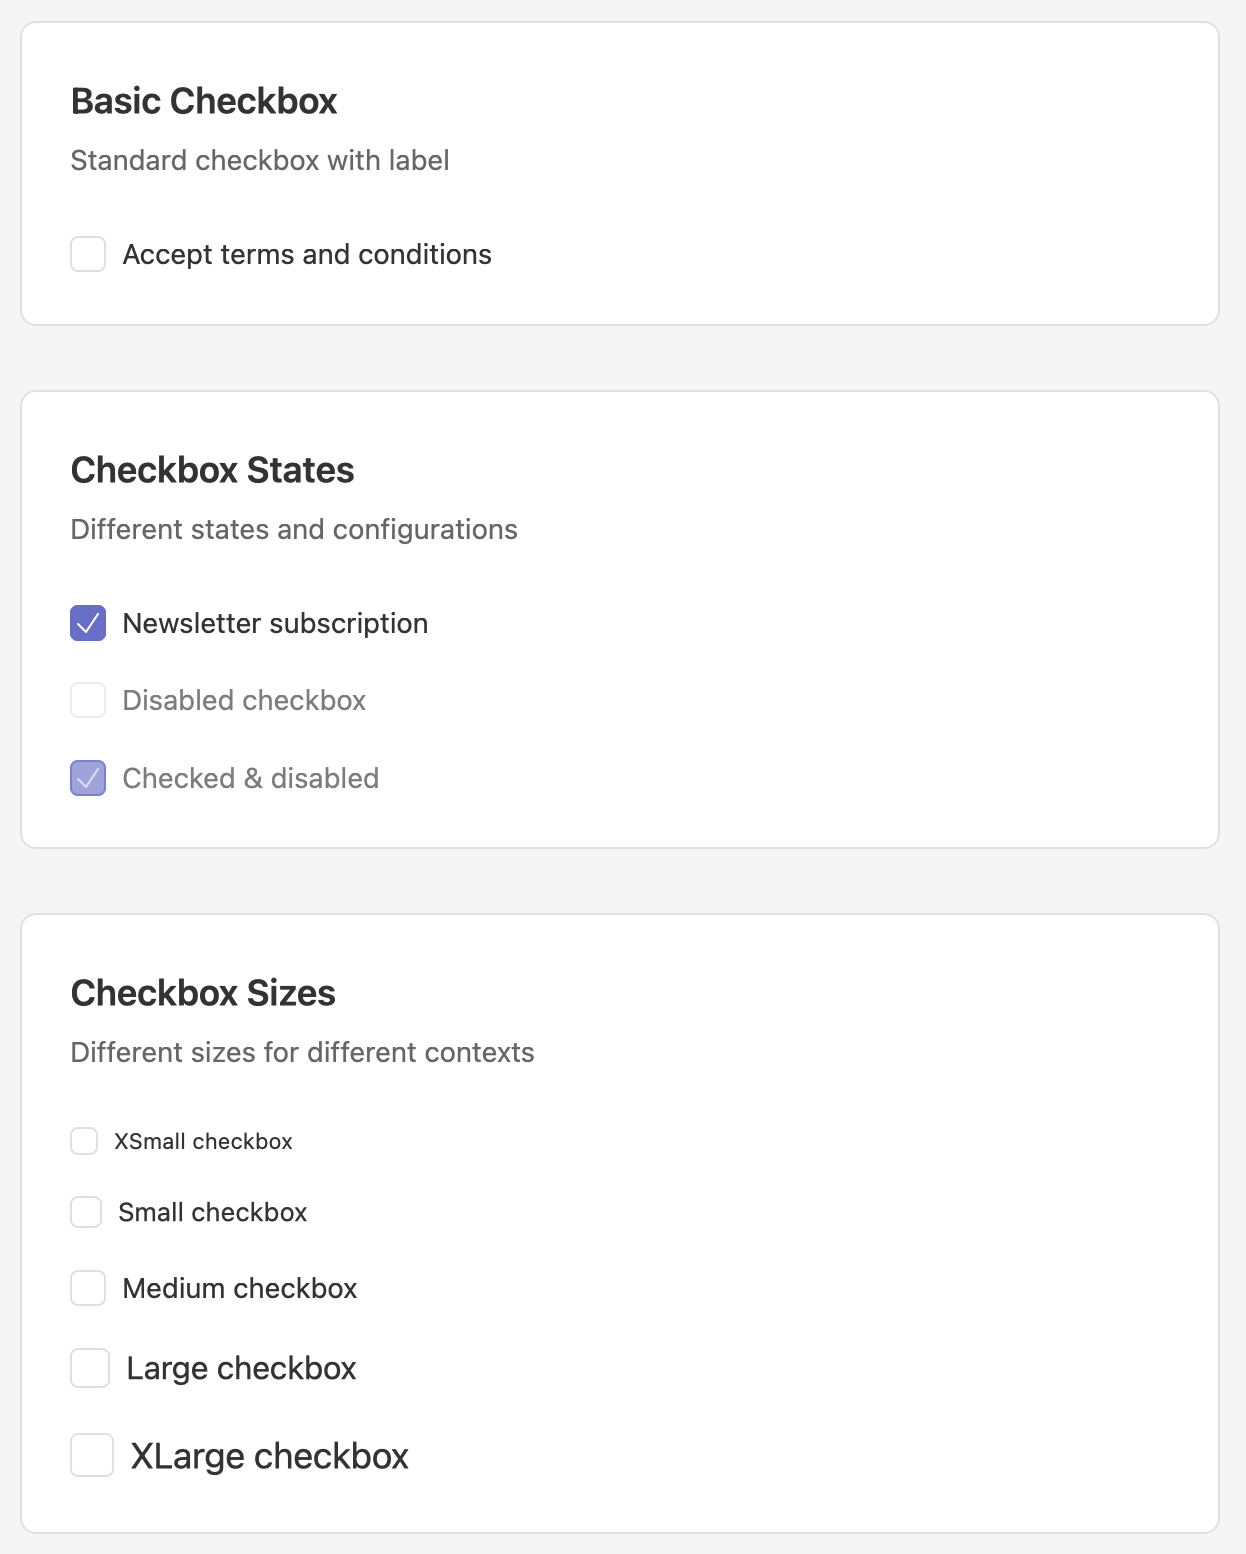 Basic Checkbox
Standard checkbox with label
Accept terms and conditions
Checkbox States
Different states and configurations
Newsletter subscription
Disabled checkbox
Checked & disabled
Checkbox Sizes
Different sizes for different contexts
XSmall checkbox
Small checkbox
Medium checkbox
Large checkbox
XLarge checkbox